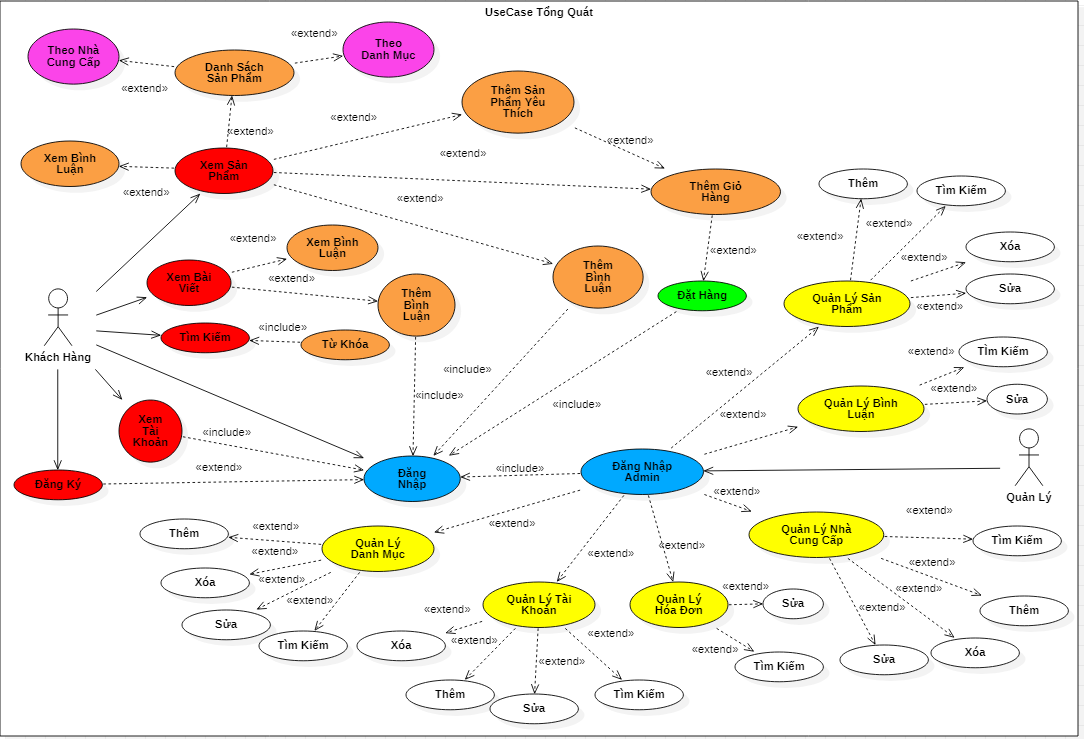 UseCase Tổng Quát
Theo Nhà
Cung Cấp
«extend»
Danh Sách
Sản Phẩm
«extend»
Theo
Danh Mục
«extend»
Xem Bình
Luận
«extend»
Xem Sản
Phẩm
«extend»
Thêm Sản
Phẩm Yêu
Thích
«extend»
«extend»
«extend»
Thêm Giỏ
Hàng
«extend»
Đặt Hàng
Thêm
Bình
Luận
Xem Bài
Viết
«extend»
Xem Bình
Luận
«extend»
Thêm
Bình
Luận
Khách Hàng
Tìm Kiếm
«include»
Từ Khóa
«include»
«include»
«include»
Xem
Tài
Khoản
«include»
Đăng Ký
«extend»
Đăng
Nhập
«include»
Đăng Nhập
Admin
Quản Lý
«extend»
Quản Lý Sản
Phẩm
«extend»
Thêm
«extend»
Tìm Kiếm
«extend»
Xóa
«extend»
Sửa
«extend»
Quản Lý Bình
Luận
«extend»
Tìm Kiếm
«extend»
Sửa
«extend»
Quản Lý Nhà
Cung Cấp
«extend»
Tìm Kiếm
«extend»
Thêm
«extend»
Xóa
«extend»
Sửa
«extend»
Quản Lý
Danh Mục
«extend»
Thêm
«extend»
Xóa
«extend»
Sửa
«extend»
Tìm Kiếm
«extend»
Quản Lý Tài
Khoản
«extend»
Xóa
«extend»
Thêm
«extend»
Sửa
«extend»
Tìm Kiếm
«extend»
Quản Lý
Hóa Đơn
«extend»
Sửa
«extend»
Tìm Kiếm